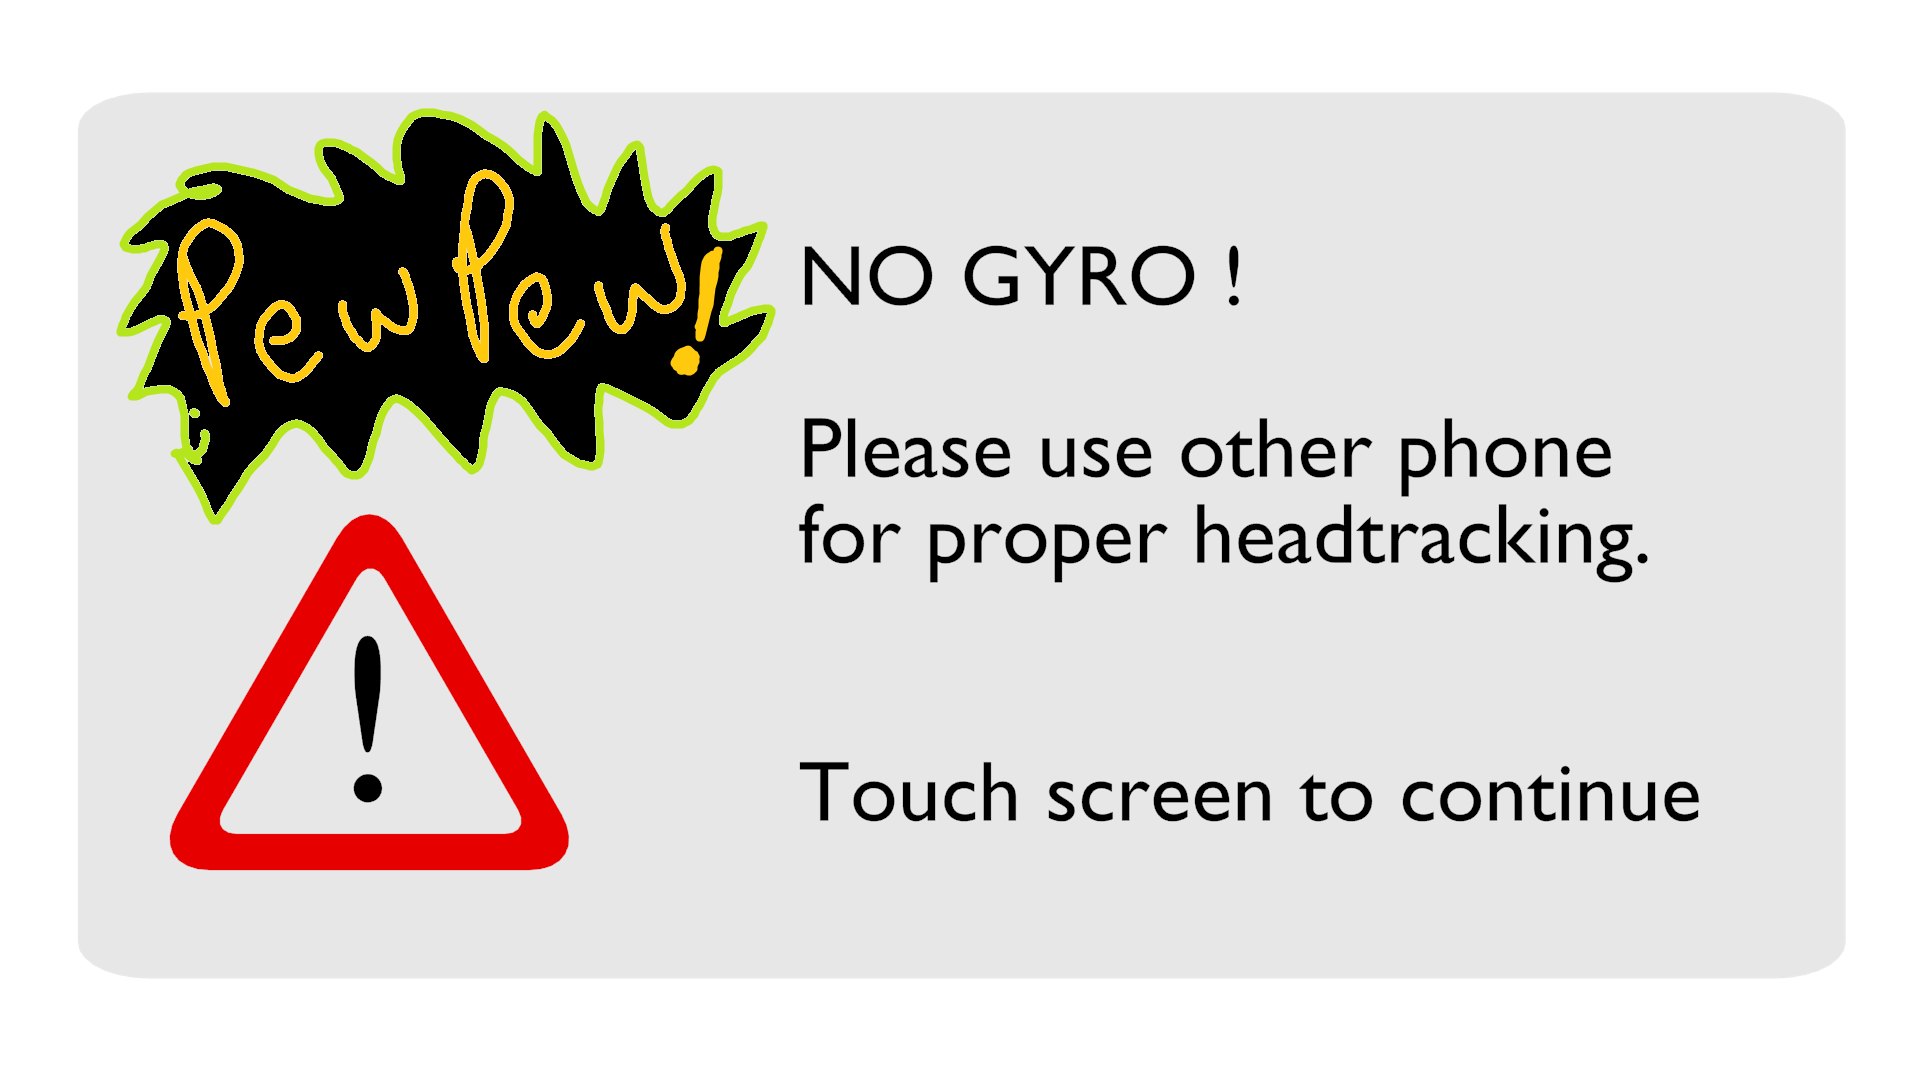 Pew Pew!
NO GYRO !
Please use other phone
for proper headtracking.
!
Touch screen to continue